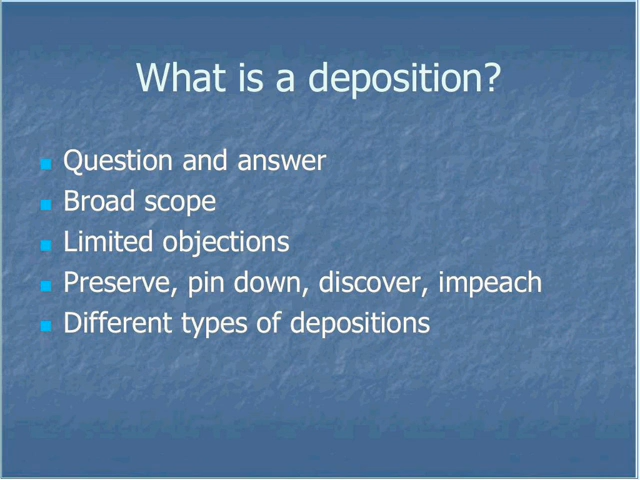 What is a deposition?
Question and answer
Broad scope
Limited objections
Preserve, pin down, discover, impeach
Different types of depositions